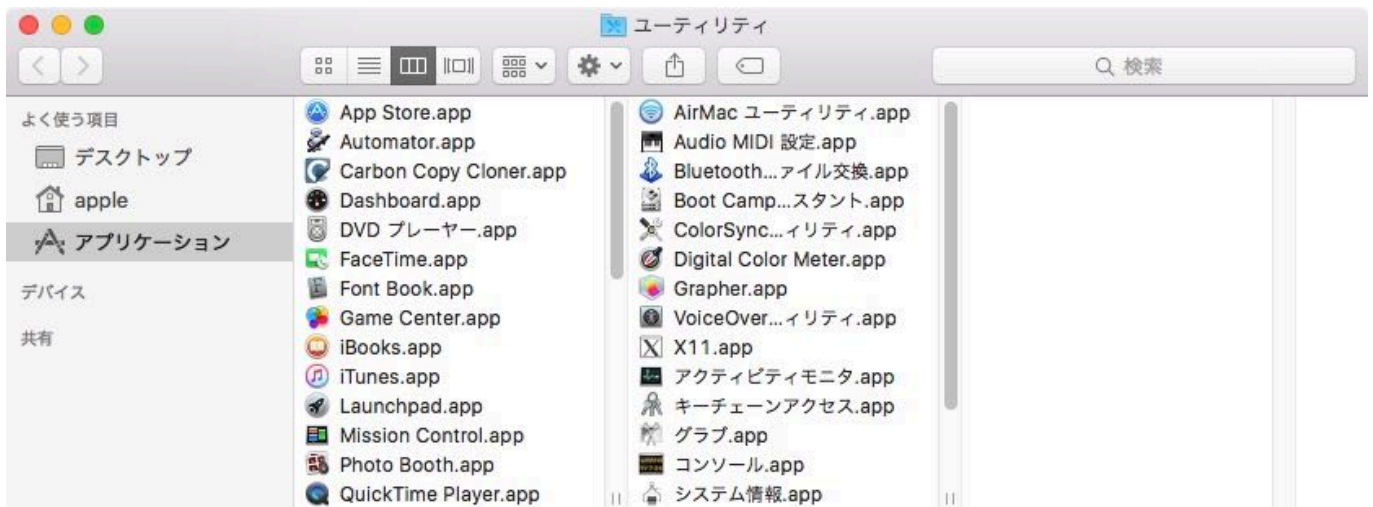 ユーティリティ
検索
よく使う項目
デスクトップ
apple
アプリケーション
デバイス
共有
App Store.app
Automator.app
Carbon Copy Cloner.app
Dashboard.app
DVD プレーヤー.app
FaceTime.app
Font Book.app
Game Center.app
iBooks.app
iTunes.app
Launchpad.app
Mission Control.app
Photo Booth.app
QuickTime Player.app
AirMac ユーティリティ.app
Audio MIDI 設定.app
Bluetooth...ァイル交換.app
Boot Camp...スタント.app
ColorSync...ィリティ.app
Digital Color Meter.app
Grapher.app
VoiceOver...ィリティ.app
X11.app
アクティビティモニタ.app
キーチェーンアクセス.app
グラブ.app
コンソール.app
システム情報.app